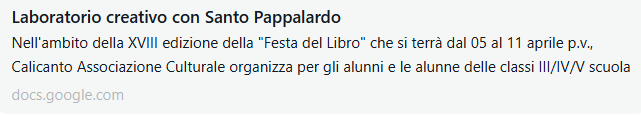 Laboratorio creativo con Santo Pappalardo
Nell'ambito della XVIII edizione della "Festa del Libro" che si terrà dal 05 al 11 aprile p.v.,
Calicanto Associazione Culturale organizza per gli alunni e le alunne delle classi III/IV/V scuola
docs.google.com